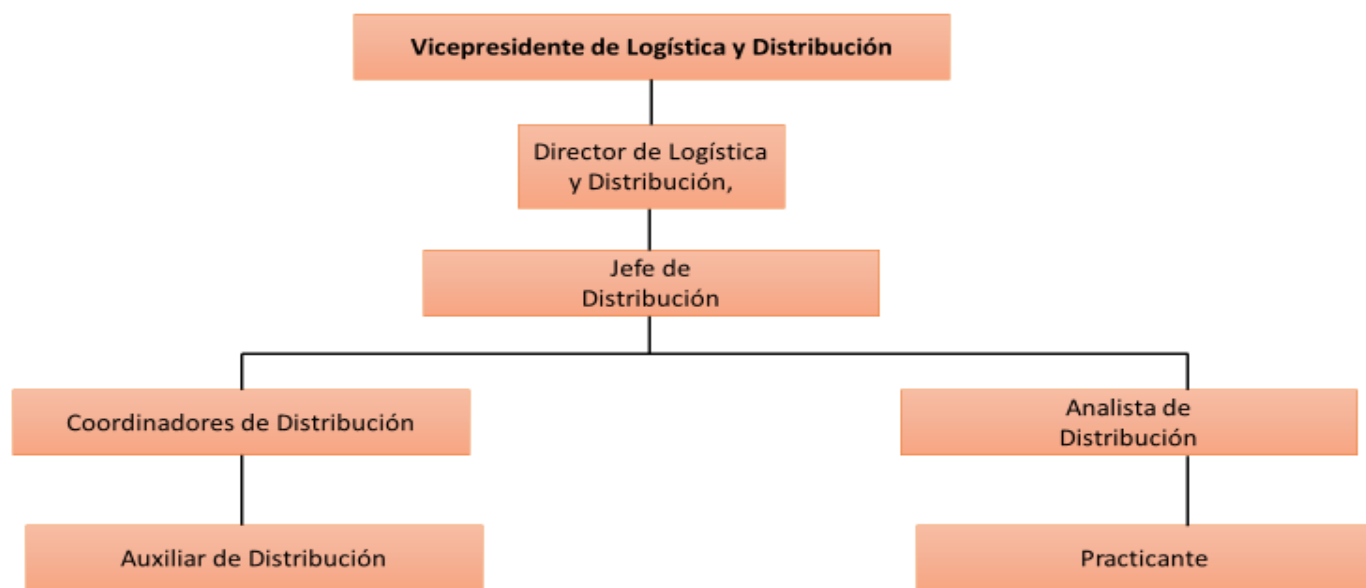 Vicepresidente de Logística y Distribución
Director de Logística
y Distribución,
Jefe de
Distribución
Coordinadores de Distribución
Analista de
Distribución
Auxiliar de Distribución
Practicante